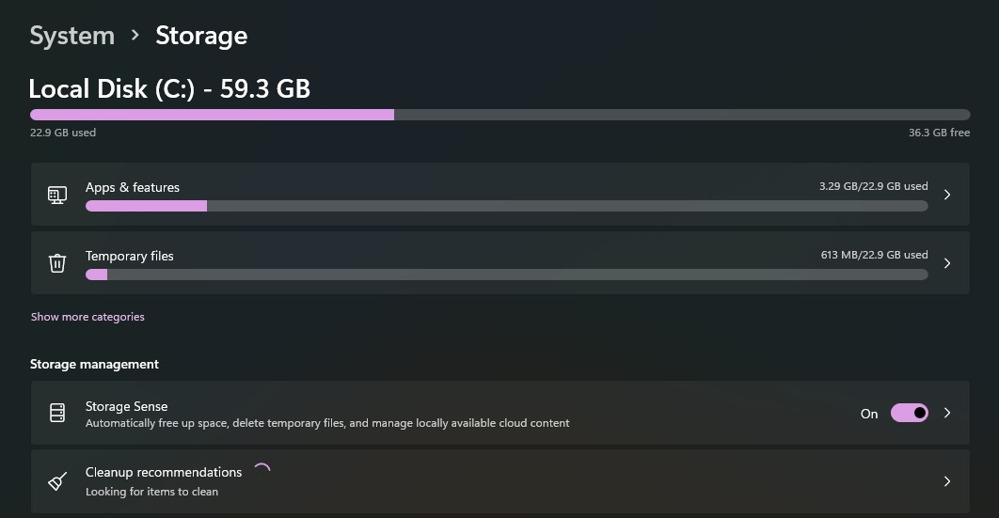 System > Storage
Local Disk (C:) - 59.3 GB
22.9 GB used
36.3 GB free
Apps & features
3.29 GB/22.9 GB used
Temporary files
613 MB/22.9 GB used
Show more categories
Storage management
Storage Sense
On
Automatically free up space, delete temporary files, and manage locally available cloud content
Cleanup recommendations
Looking for items to clean